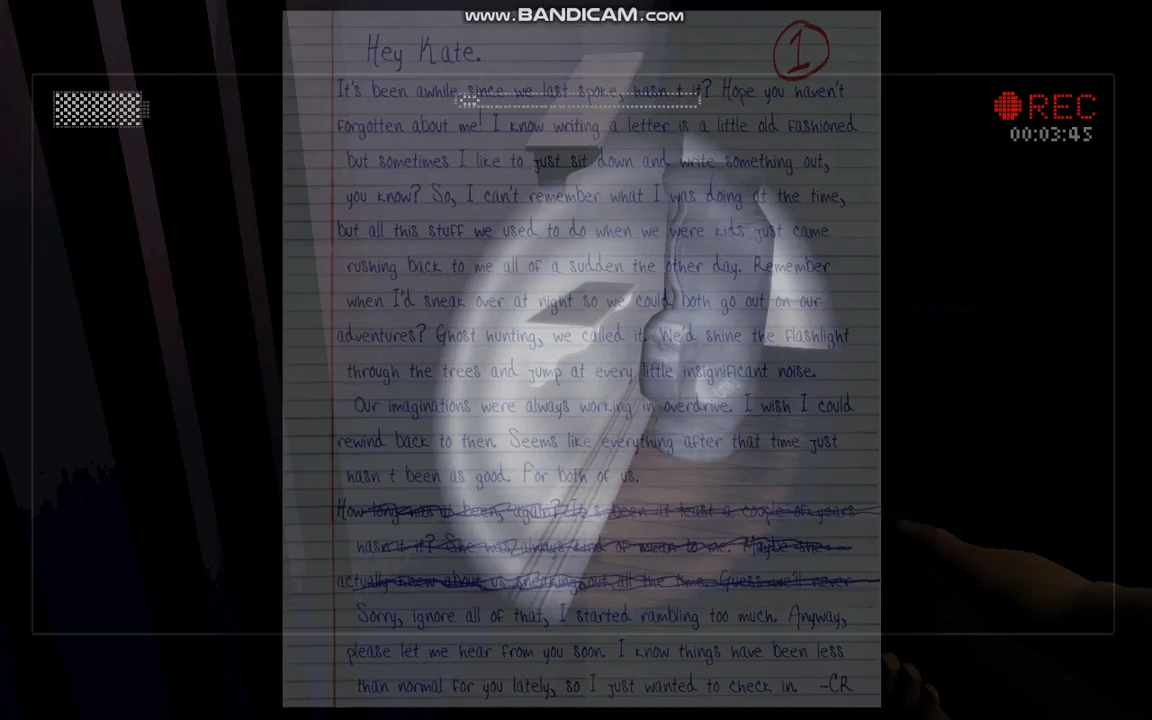 www.BANDICAM.com
Hey Kate.
1
It's been awhile since we last spoke, hasn t it? Hope you haven't
forgotten about me! I know writing a letter is a little old fashioned
but sometimes I like to just sit down and write something out,
you know? So, I can't remember what I was doing at the time,
but all this stuff we used to do when we were kids just came
rushing back to me all of a sudden the other day. Remember
when I'd sneak over at night so we could both go out on our
adventures? Ghost hunting, we called it. We'd shine the flashlight
through the trees and jump at every little insignificant noise.
Our imaginations were always working in overdrive. I wish I could
rewind back to then. Seems like everything after that time just
hasn t been as good. For both of us.
How long has it been, again? It's been at least a couple of years
hasn't it? She was always kind of mean to me. Maybe she
actually knew about us sneaking out all the time. Guess we'll never
Sorry, ignore all of that, I started rambling too much. Anyway,
please let me hear from you soon. I know things have been less
than normal for you lately, so I just wanted to check in. -CR
REC
00:03:45